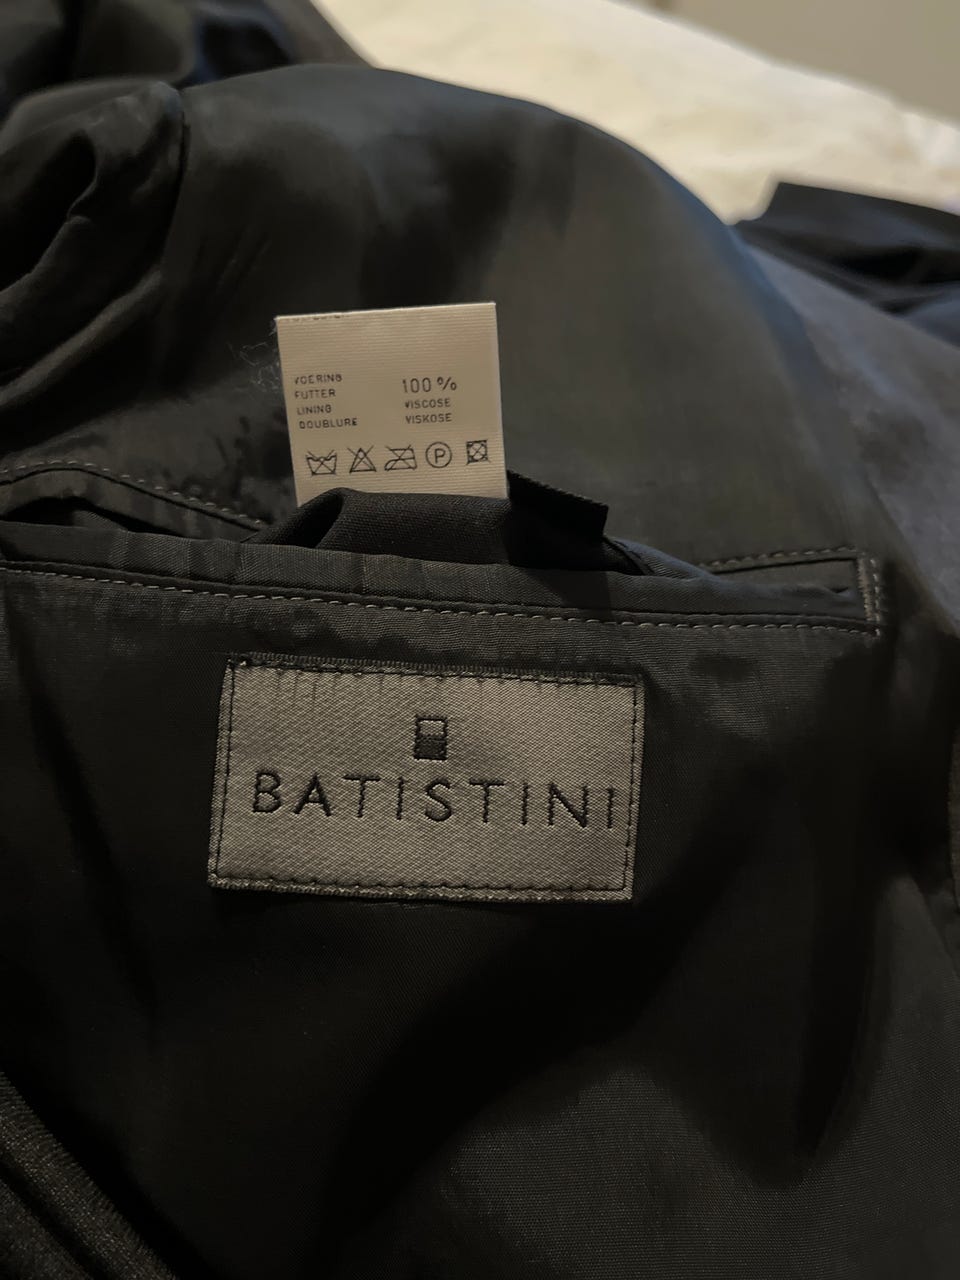 VOERING 100 %
FUTTER
LINING VISCOSE
DOUBLURE VISKOSE
P
BATISTINI